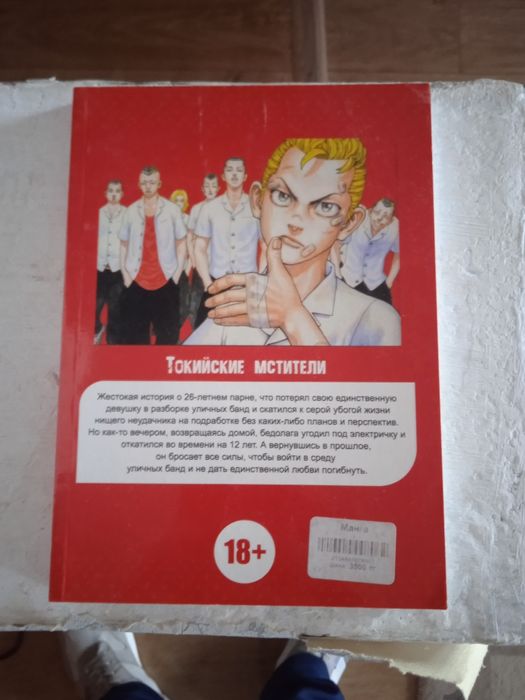 Токийские мстители
Жестокая история о 26-летнем парне, что потерял свою единственную
девушку в разборке уличных банд и скатился к серой убогой жизни
нищего неудачника на подработке без каких-либо планов и перспектив.
Но как-то вечером, возвращаясь домой, бедолага угодил под электричку и
откатился во времени на 12 лет. А вернувшись в прошлое,
он бросает все силы, чтобы войти в среду
уличных банд и не дать единственной любви погибнуть.
18+
Манга
3500 тг